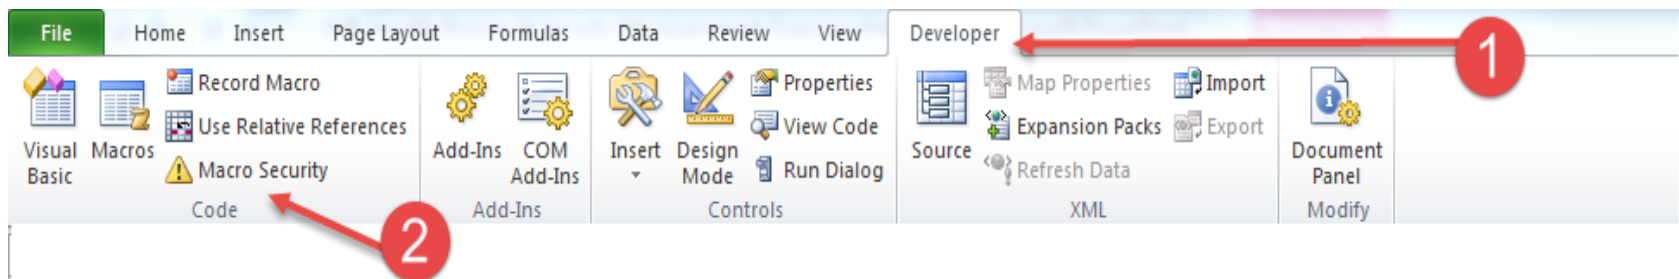 File Home Insert Page Layout Formulas Data Review View Developer
1
Record Macro Properties Map Properties Import
Use Relative References View Code Expansion Packs Export
Visual Macros Add-Ins COM Insert Design Source Document
Basic Macro Security Add-Ins Mode Run Dialog Refresh Data Panel
Code Add-Ins Controls XML Modify
2